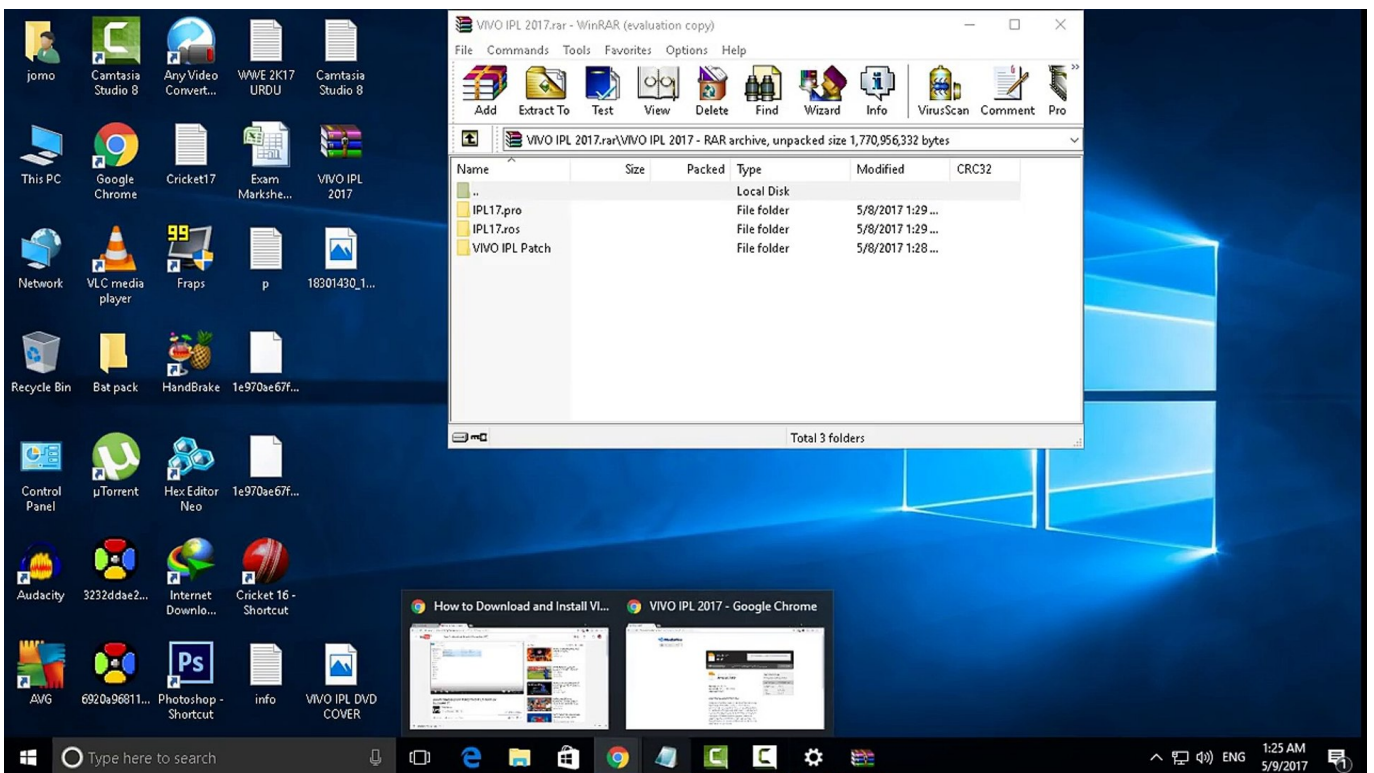 jomo
Camtasia
Studio 8
Any Video
Convert...
WWE 2K17
URDU
Camtasia
Studio 8
This PC
Google
Chrome
Cricket17
Exam
Markshe...
VIVO IPL
2017
Network
VLC media
player
99
Fraps
p
18301430_1...
Recycle Bin
Bat pack
HandBrake
1e970ae67f...
Control
Panel
µTorrent
Hex Editor
Neo
1e970ae67f...
Audacity
3232ddae2...
Internet
Downlo...
Cricket 16 -
Shortcut
AVG
6920a96811...
Ps
Photoshop -
Shortcut
info
VIVO IPL DVD
COVER
VIVO IPL 2017.rar - WinRAR (evaluation copy)
File Commands Tools Favorites Options Help
Add Extract To Test View Delete Find Wizard Info VirusScan Comment Pro
VIVO IPL 2017.rar\VIVO IPL 2017 - RAR archive, unpacked size 1,770,956,332 bytes
Name Size Packed Type Modified CRC32
.. Local Disk
IPL17.pro File folder 5/8/2017 1:29 ...
IPL17.ros File folder 5/8/2017 1:29 ...
VIVO IPL Patch File folder 5/8/2017 1:28 ...
Total 3 folders
How to Download and Install VI... VIVO IPL 2017 - Google Chrome
Type here to search
ENG
1:25 AM
5/9/2017
1